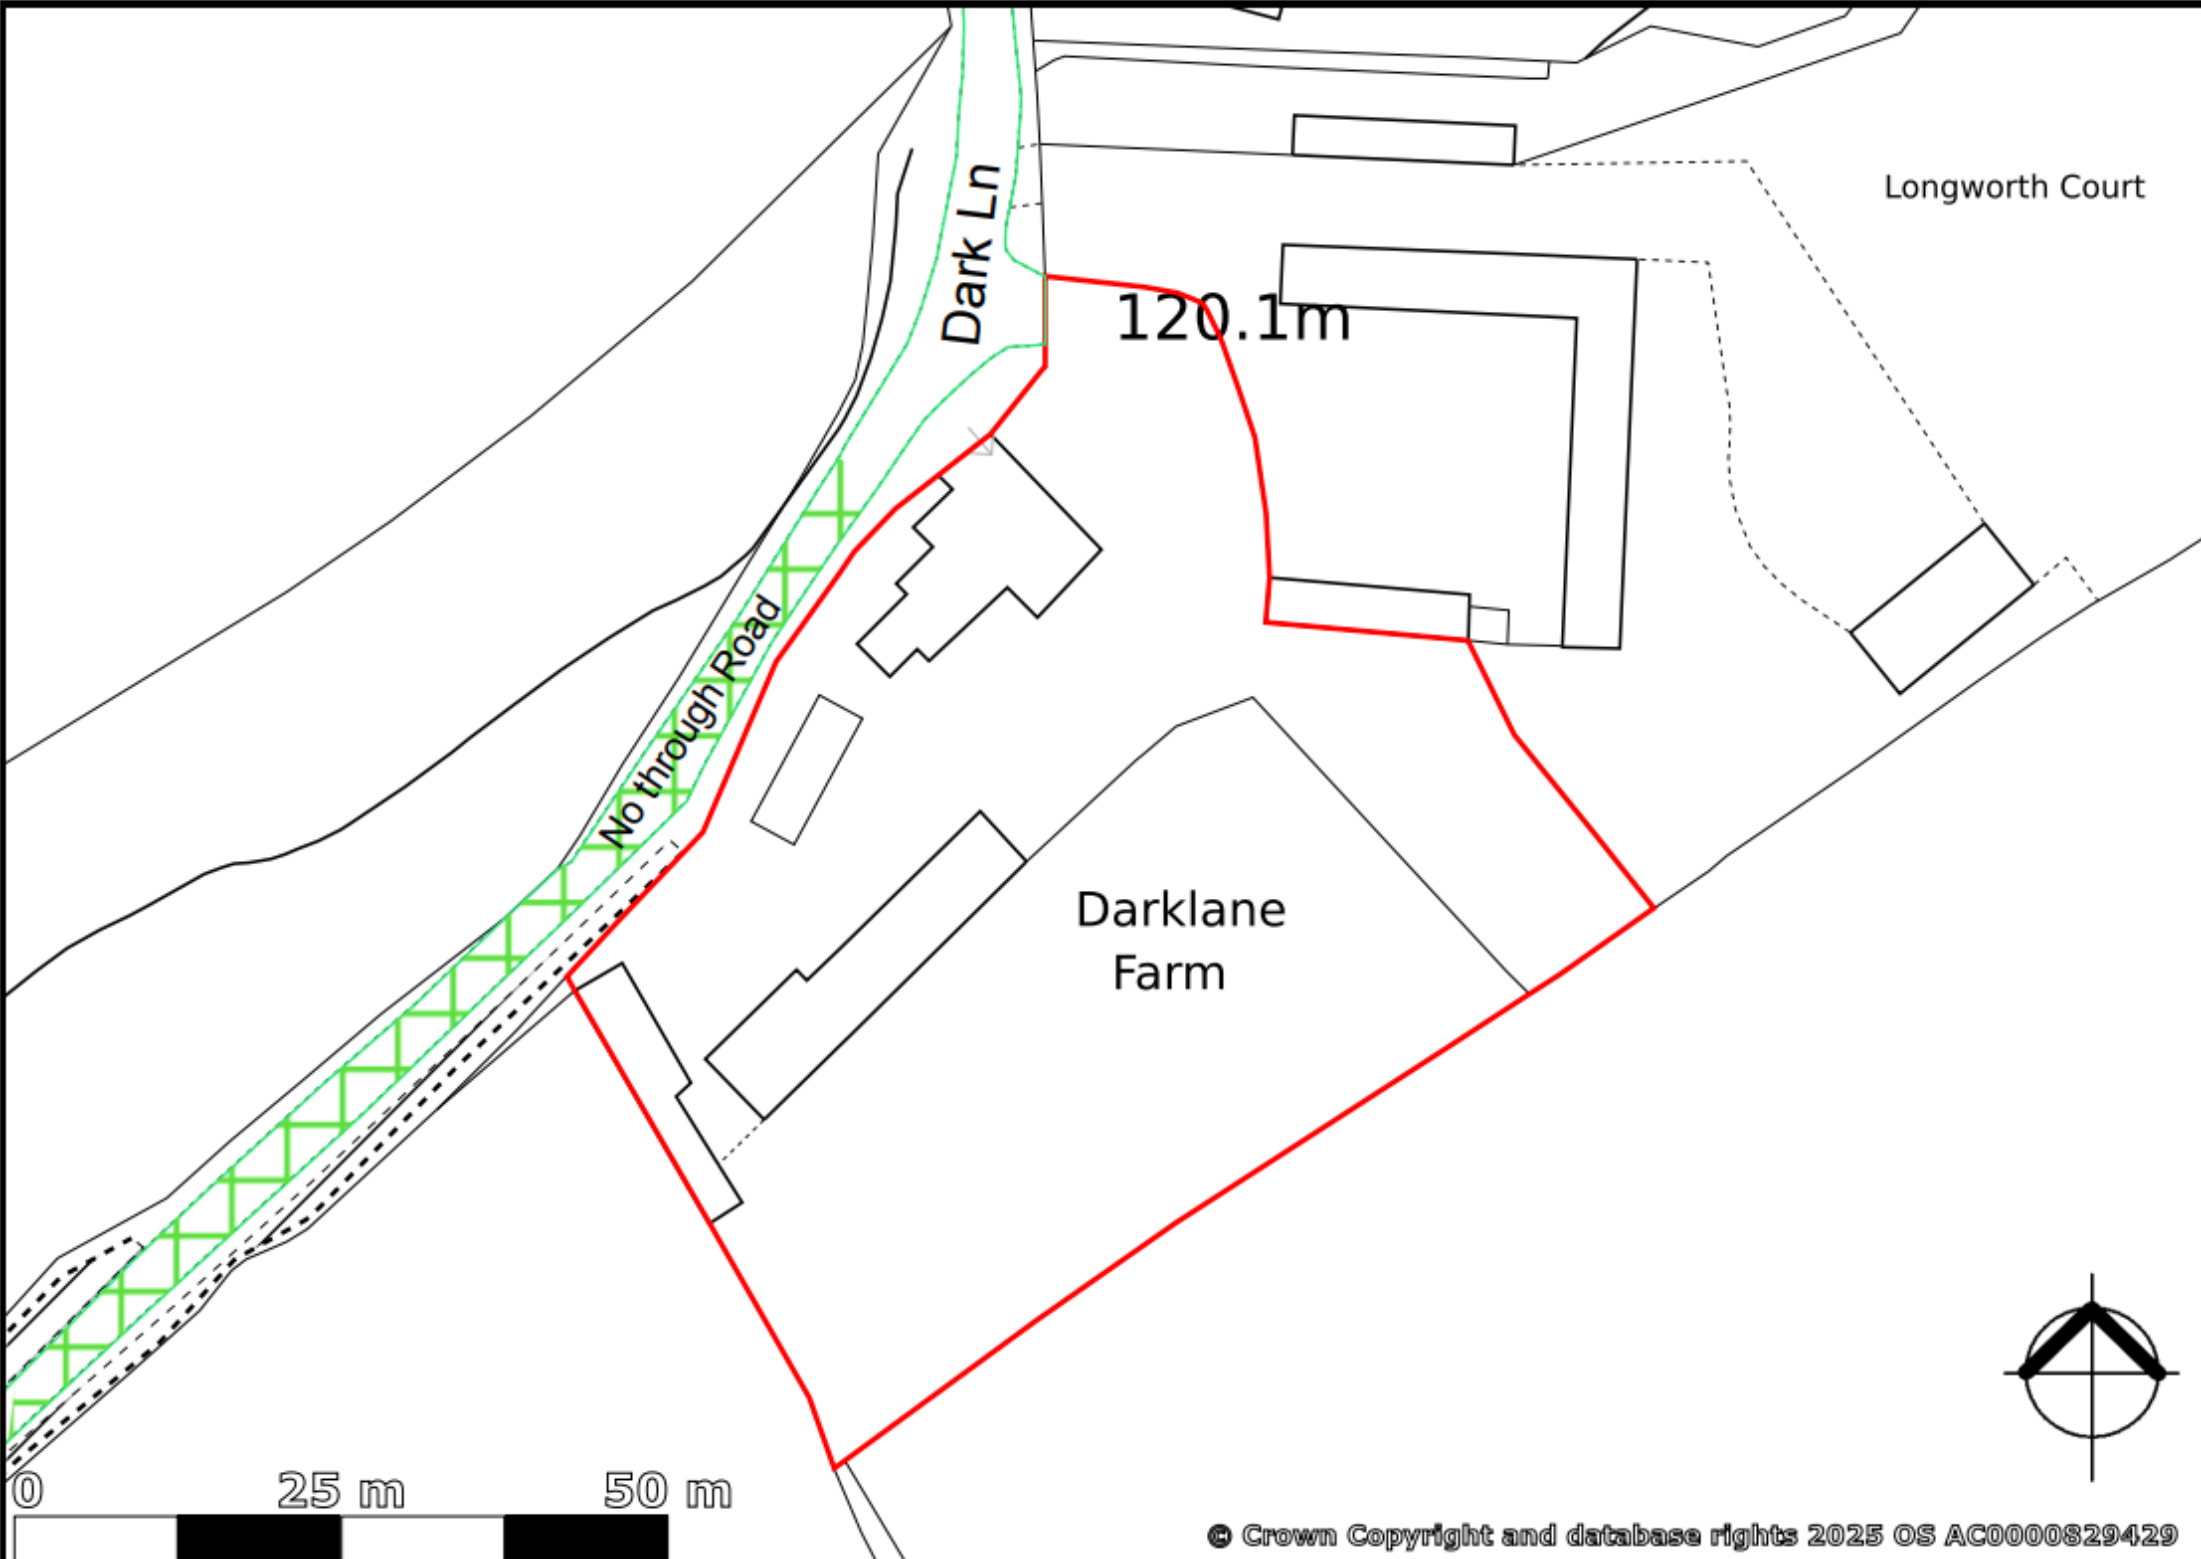 Longworth Court
Dark Ln
120.1m
No through Road
Darklane
Farm
0 25 m 50 m
© Crown Copyright and database rights 2025 OS AC0000829429